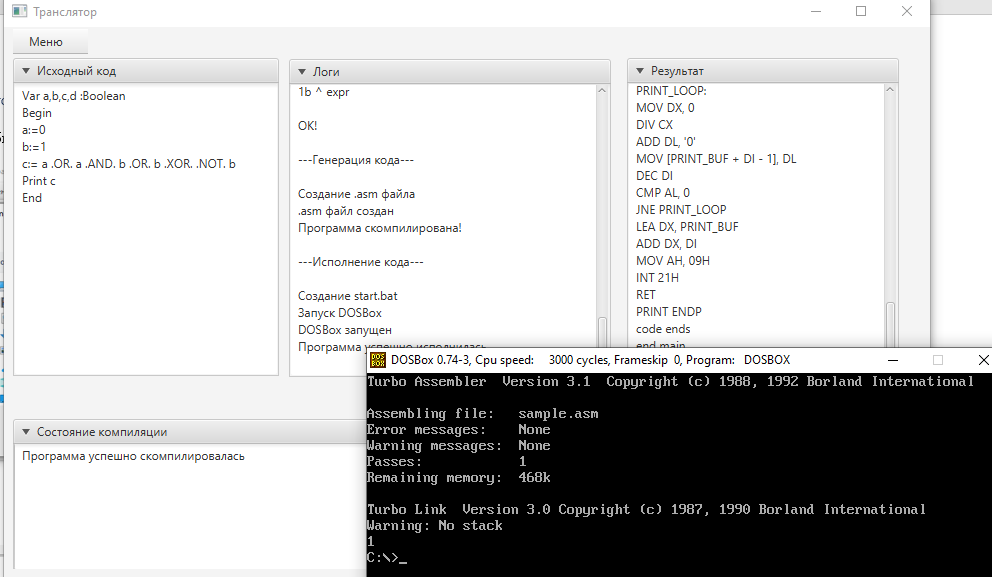 Транслятор
Меню
Исходный код
Var a,b,c,d :Boolean
Begin
a:=0
b:=1
c:= a .OR. a .AND. b .OR. b .XOR. .NOT. b
Print c
End
Логи
1b ^ expr
OK!
---Генерация кода---
Создание .asm файла
.asm файл создан
Программа скомпилирована!
---Исполнение кода---
Создание start.bat
Запуск DOSBox
DOSBox запущен
Программа успешно исполнилась
Результат
PRINT_LOOP:
MOV DX, 0
DIV CX
ADD DL, '0'
MOV [PRINT_BUF + DI - 1], DL
DEC DI
CMP AL, 0
JNE PRINT_LOOP
LEA DX, PRINT_BUF
ADD DX, DI
MOV AH, 09H
INT 21H
RET
PRINT ENDP
code ends
end main
Состояние компиляции
Программа успешно скомпилировалась
DOSBox 0.74-3, Cpu speed: 3000 cycles, Frameskip 0, Program: DOSBOX
Turbo Assembler Version 3.1 Copyright (c) 1988, 1992 Borland International
Assembling file: sample.asm
Error messages: None
Warning messages: None
Passes: 1
Remaining memory: 468k
Turbo Link Version 3.0 Copyright (c) 1987, 1990 Borland International
Warning: No stack
1
C:\>_